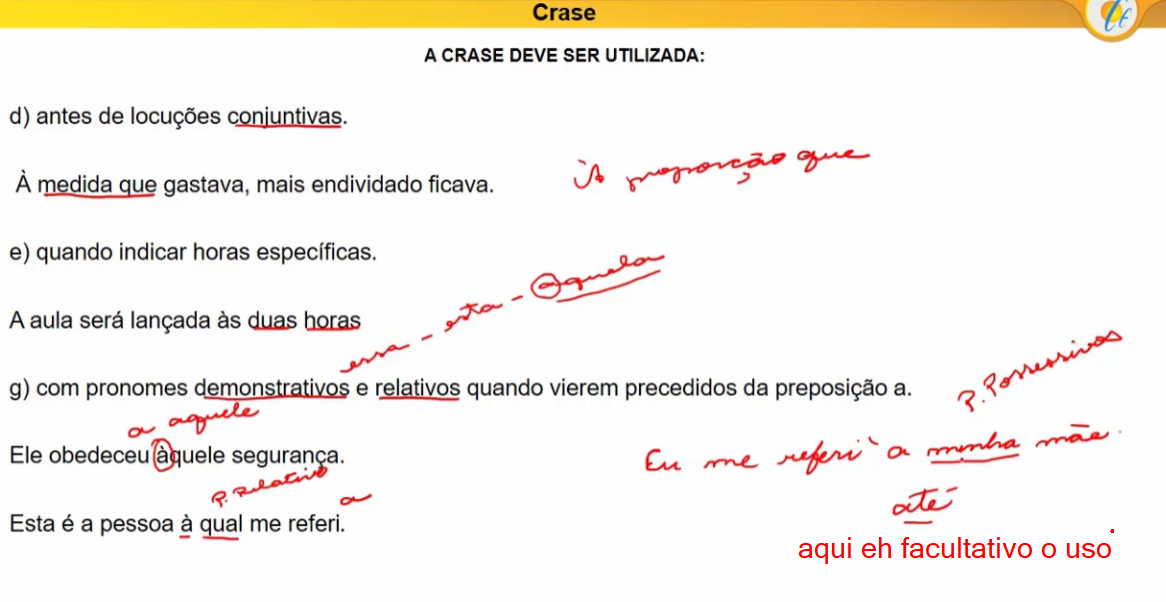 Crase
A CRASE DEVE SER UTILIZADA:
d) antes de locuções conjuntivas.
À medida que gastava, mais endividado ficava.
À proporção que
e) quando indicar horas específicas.
A aula será lançada às duas horas
essa - esta - aquela
g) com pronomes demonstrativos e relativos quando vierem precedidos da preposição a.
P. Possessivos
a aquele
Ele obedeceu àquele segurança.
Eu me referi à minha mãe.
P. Relativo
a
Esta é a pessoa à qual me referi.
até
aqui eh facultativo o uso